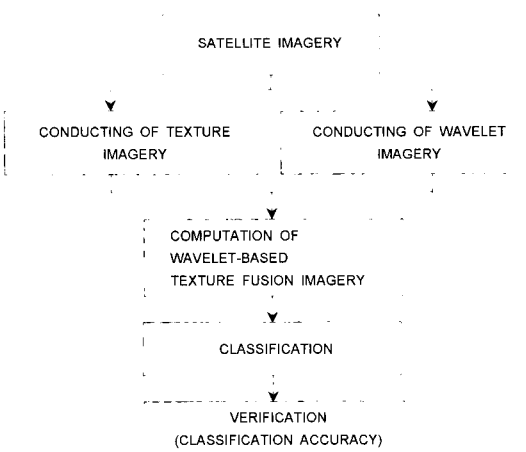 SATELLITE IMAGERY
CONDUCTING OF TEXTURE
IMAGERY
CONDUCTING OF WAVELET
IMAGERY
COMPUTATION OF
WAVELET-BASED
TEXTURE FUSION IMAGERY
CLASSIFICATION
VERIFICATION
(CLASSIFICATION ACCURACY)